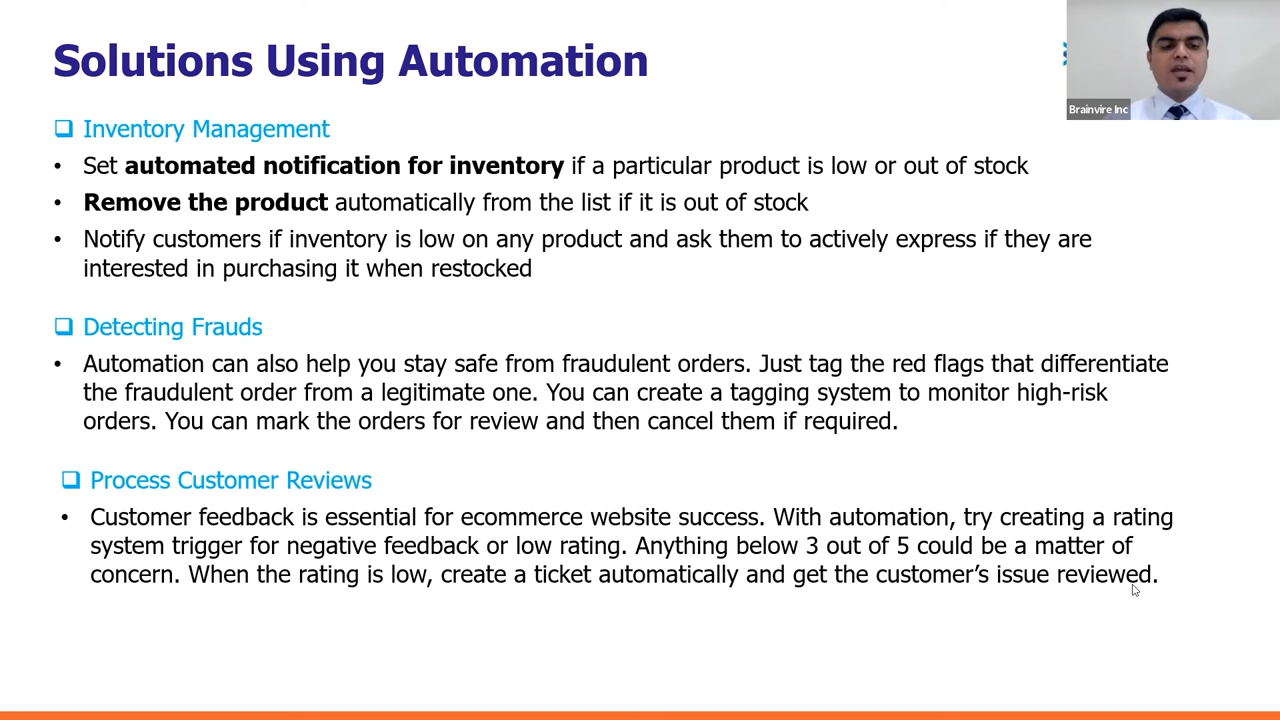 Solutions Using Automation
Brainvire Inc
Inventory Management
• Set automated notification for inventory if a particular product is low or out of stock
• Remove the product automatically from the list if it is out of stock
• Notify customers if inventory is low on any product and ask them to actively express if they are
interested in purchasing it when restocked
Detecting Frauds
• Automation can also help you stay safe from fraudulent orders. Just tag the red flags that differentiate
the fraudulent order from a legitimate one. You can create a tagging system to monitor high-risk
orders. You can mark the orders for review and then cancel them if required.
Process Customer Reviews
• Customer feedback is essential for ecommerce website success. With automation, try creating a rating
system trigger for negative feedback or low rating. Anything below 3 out of 5 could be a matter of
concern. When the rating is low, create a ticket automatically and get the customer’s issue reviewed.